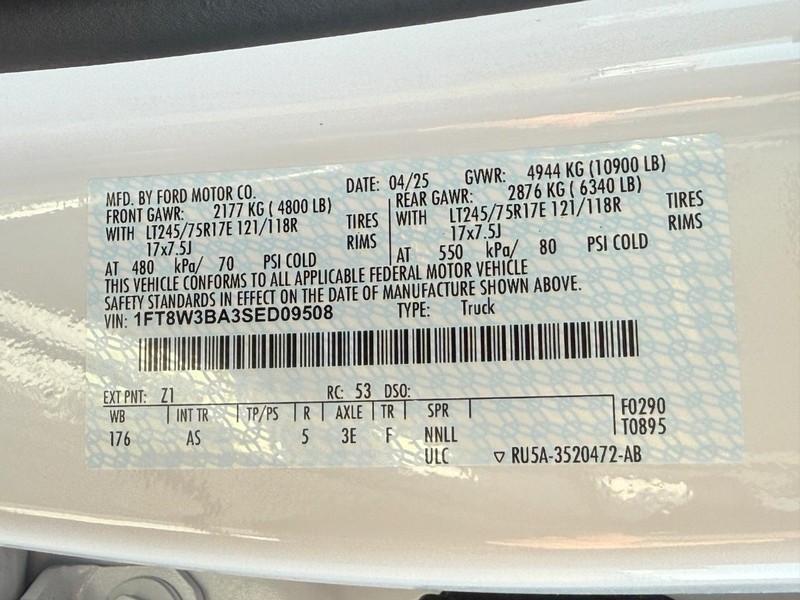 MFD. BY FORD MOTOR CO. DATE: 04/25 GVWR: 4944 KG (10900 LB)
FRONT GAWR: 2177 KG ( 4800 LB) REAR GAWR: 2876 KG ( 6340 LB)
WITH LT245/75R17E 121/118R TIRES WITH LT245/75R17E 121/118R TIRES
17x7.5J RIMS 17x7.5J RIMS
AT 480 kPa/ 70 PSI COLD AT 550 kPa/ 80 PSI COLD
THIS VEHICLE CONFORMS TO ALL APPLICABLE FEDERAL MOTOR VEHICLE
SAFETY STANDARDS IN EFFECT ON THE DATE OF MANUFACTURE SHOWN ABOVE.
VIN: 1FT8W3BA3SED09508 TYPE: Truck
EXT PNT: Z1 RC: 53 DSO:
WB INT TR TP/PS R AXLE TR SPR F0290
176 AS 5 3E F NNLL T0895
ULC RU5A-3520472-AB